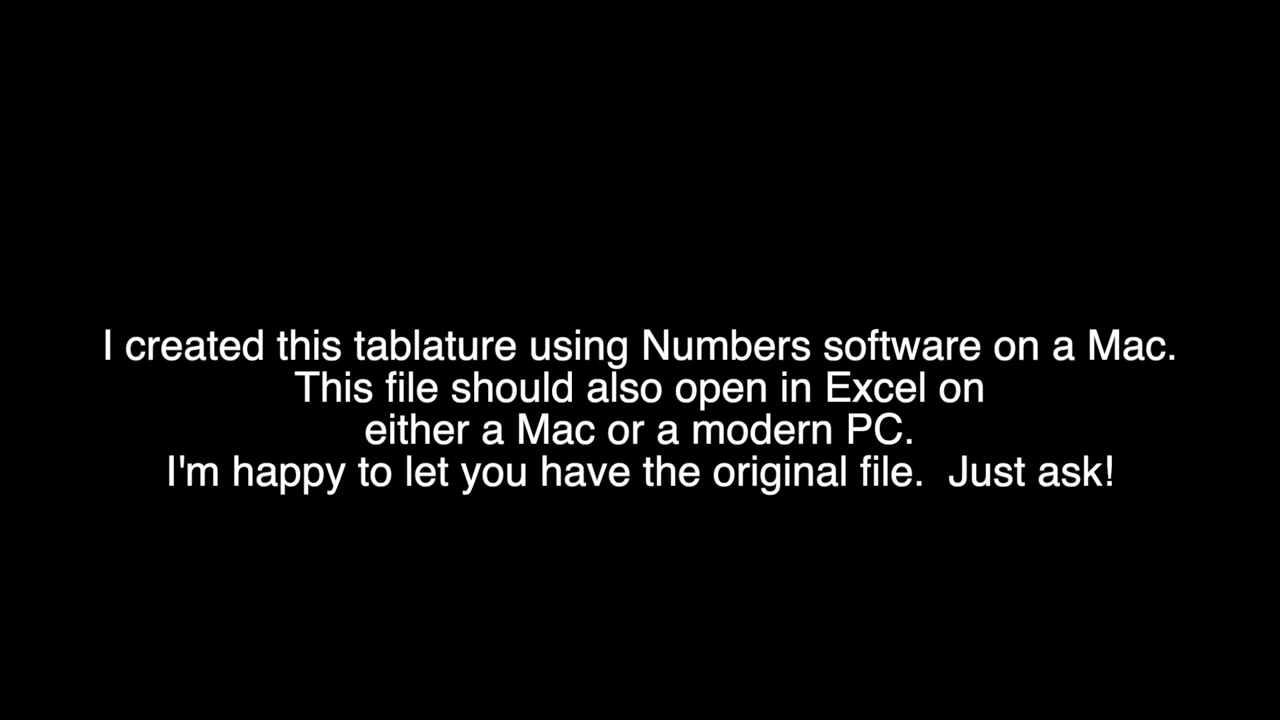 I created this tablature using Numbers software on a Mac.
This file should also open in Excel on
either a Mac or a modern PC.
I'm happy to let you have the original file.  Just ask!